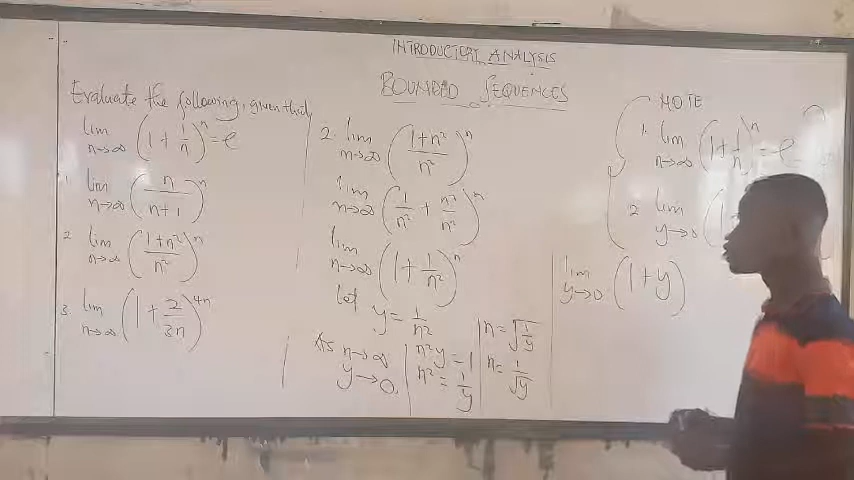 INTRODUCTORY ANALYSIS
BOUNDED SEQUENCES
Evaluate the following, given that
lim n→∞ (1 + 1/n)^n = e
1. lim n→∞ (n/(n+1))^n
2. lim n→∞ ((1+n²)/n²)^n
3. lim n→∞ (1 + 2/3n)^4n
2. lim n→∞ ((1+n²)/n²)^n
lim n→∞ (1/n² + n²/n²)^n
lim n→∞ (1 + 1/n²)^n
let y = 1/n²
As n→∞
y→0
n²y = 1
n² = 1/y
n = √(1/y)
n = 1/√y
NOTE
1. lim n→∞ (1 + 1/n)^n = e
2. lim y→0 (1+
lim y→0 (1+y)